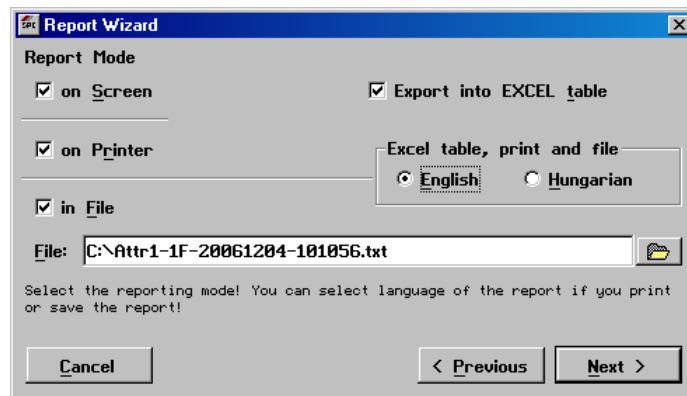 SPC Report Wizard
Report Mode
on Screen
Export into EXCEL table
on Printer
Excel table, print and file
English Hungarian
in File
File: C:\Attr1-1F-20061204-101056.txt
Select the reporting mode! You can select language of the report if you print
or save the report!
Cancel < Previous Next >